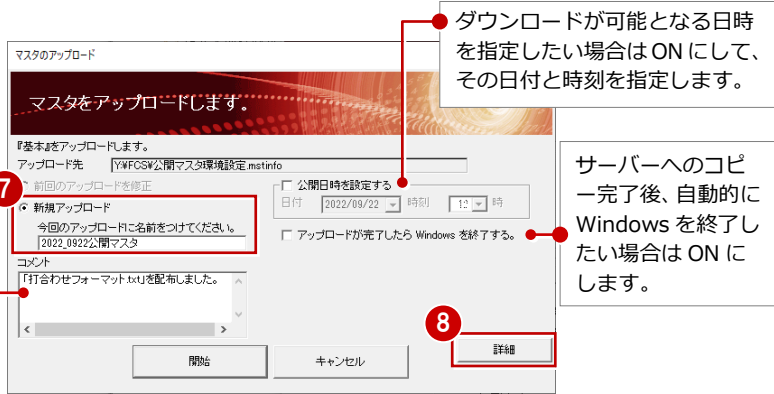 ダウンロードが可能となる日時
を指定したい場合は ON にして、
その日付と時刻を指定します。
マスタのアップロード
マスタをアップロードします。
『基本』をアップロードします。
アップロード先 Y:¥FCS¥公開マスタ環境設定.mstinfo
7
前回のアップロードを修正
新規アップロード
今回のアップロードに名前をつけてください。
2022_0922公開マスタ
公開日時を設定する
日付 2022/09/22 時刻 時
アップロードが完了したら Windows を終了する。
サーバーへのコピ
ー完了後、自動的に
Windows を終了し
たい場合は ON に
します。
コメント
「打合わせフォーマット.txt」を配布しました。
8
開始
キャンセル
詳細